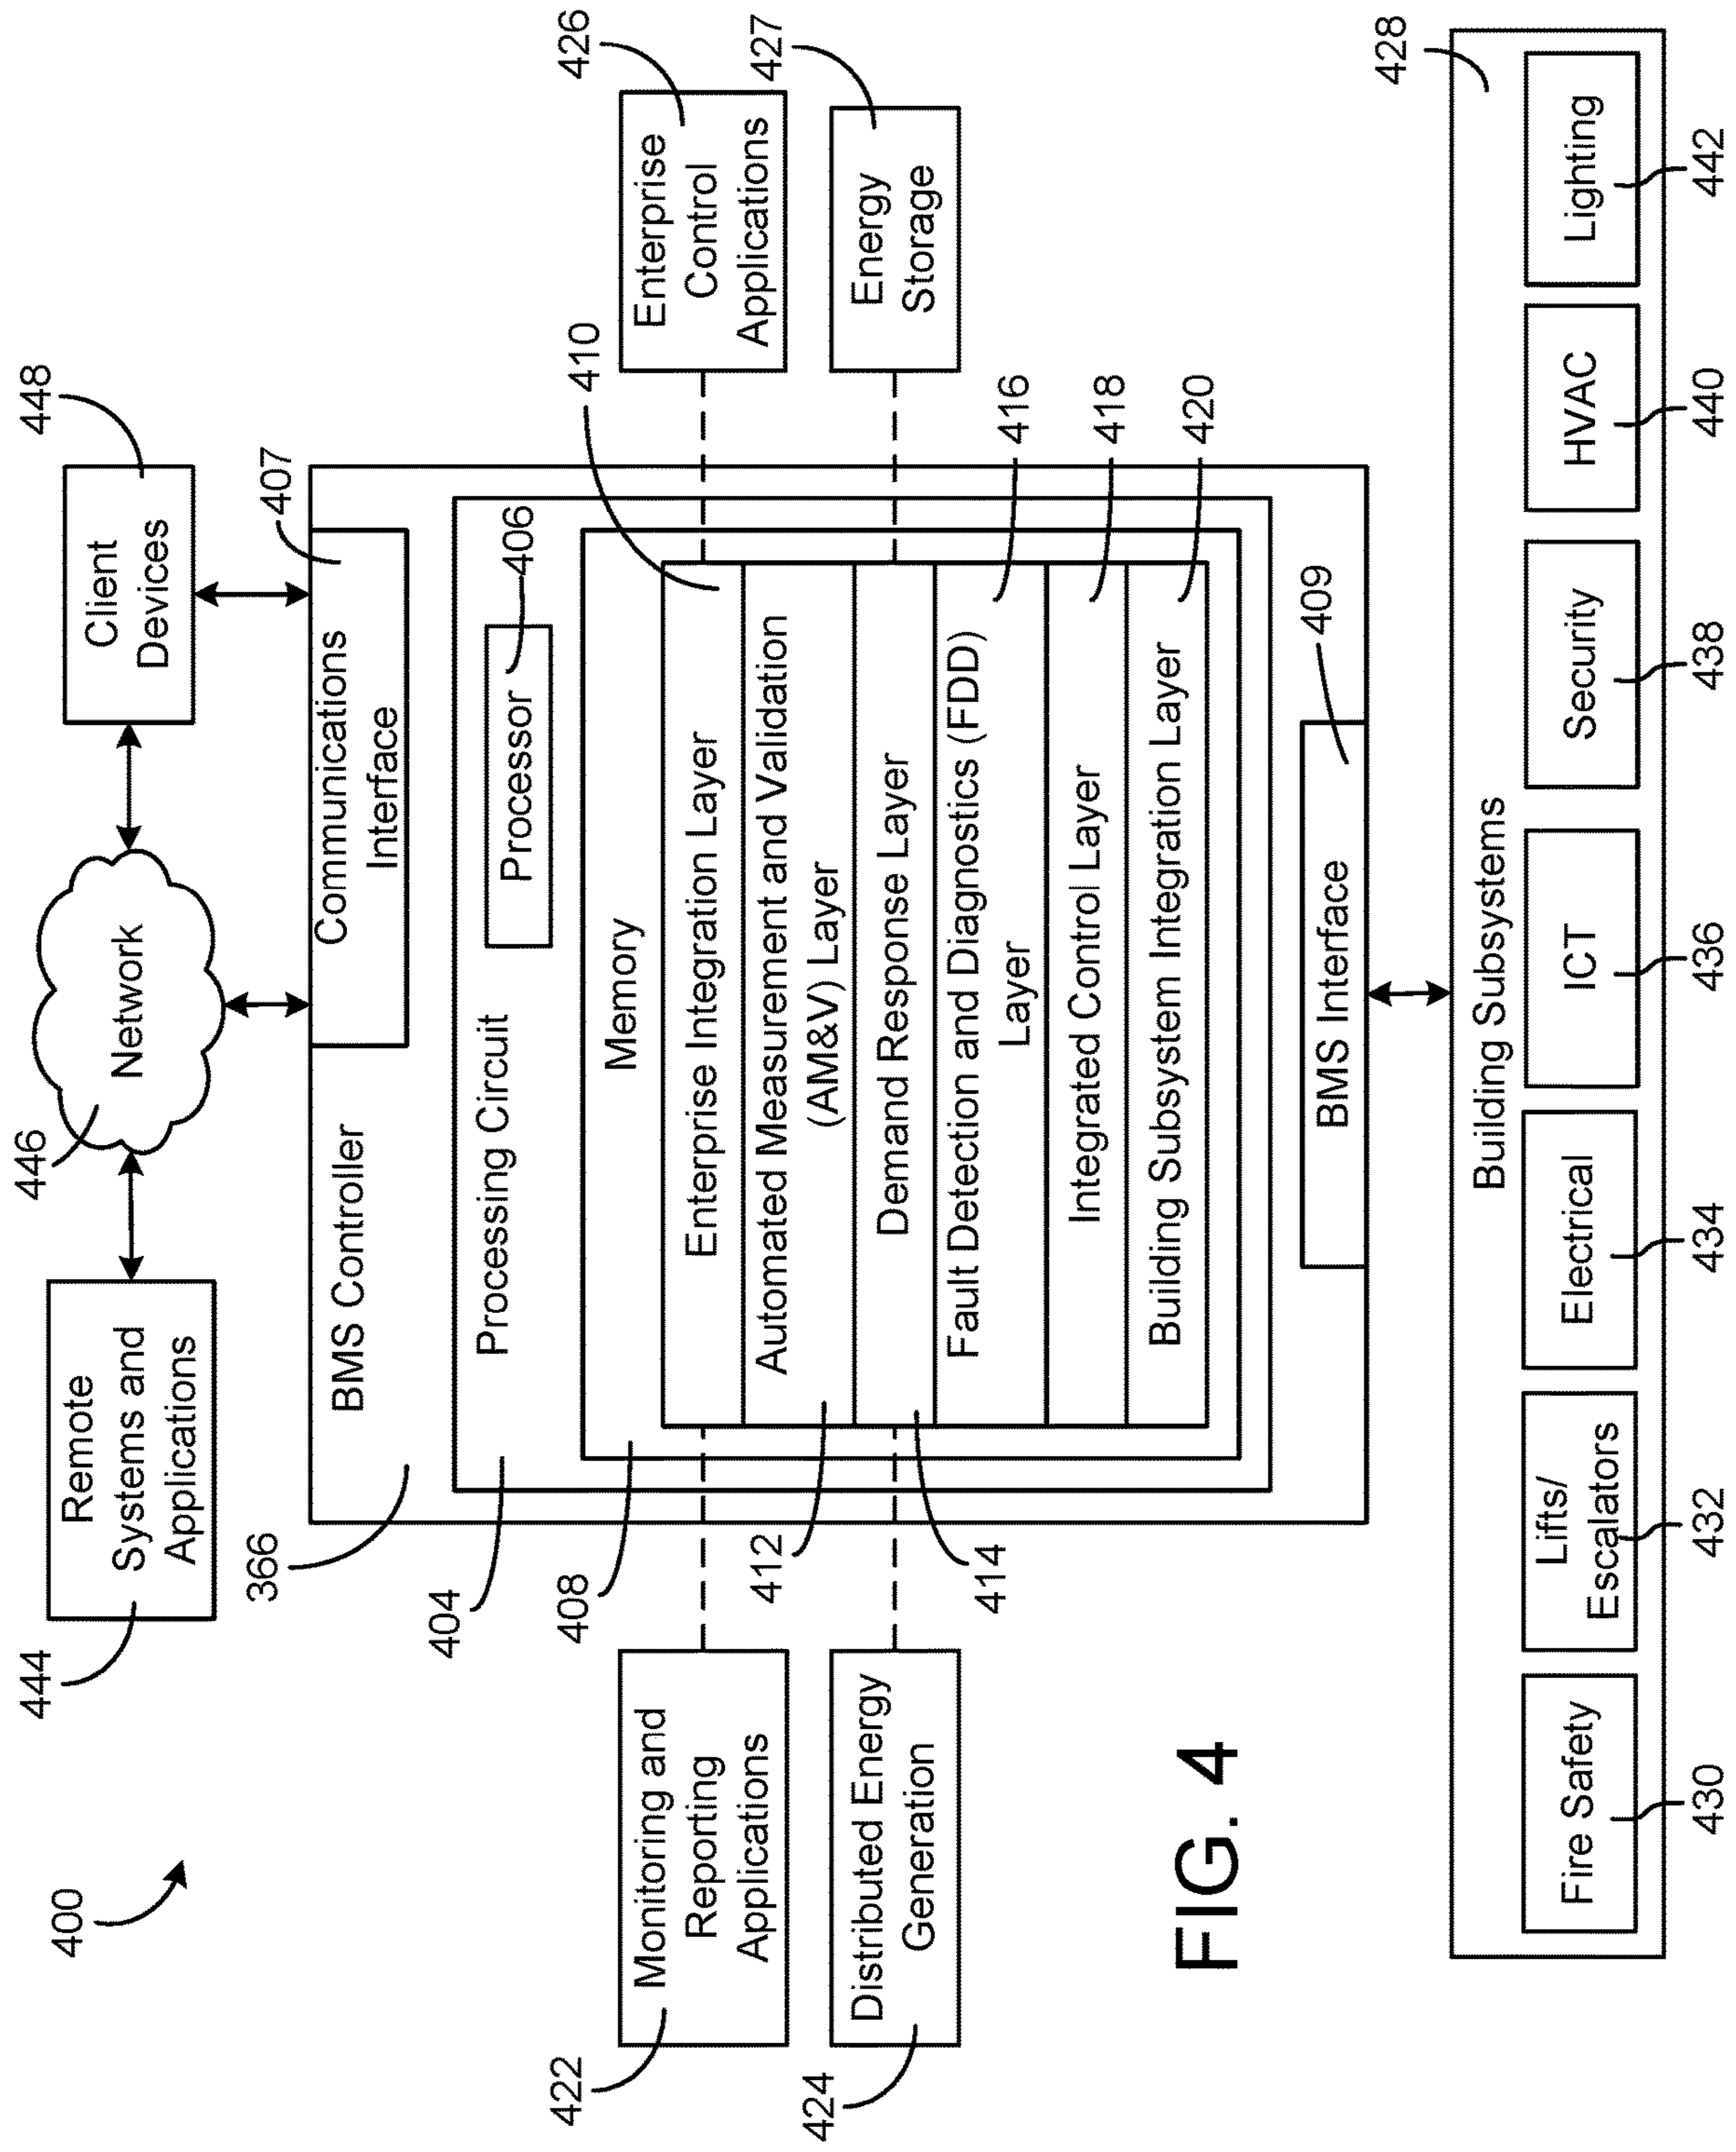 400
444
Remote
Systems and
Applications
446
Network
Client
Devices
448
366
BMS Controller
Communications
Interface
407
404
Processing Circuit
Processor
406
408
Memory
410
Enterprise Integration Layer
Automated Measurement and Validation
(AM&V) Layer
412
Demand Response Layer
414
Fault Detection and Diagnostics (FDD)
Layer
416
Integrated Control Layer
418
Building Subsystem Integration Layer
420
422
Monitoring and
Reporting
Applications
424
Distributed Energy
Generation
Enterprise
Control
Applications
426
Energy
Storage
427
BMS Interface
409
FIG. 4
Building Subsystems
428
Fire Safety
Lifts/
Escalators
Electrical
ICT
Security
HVAC
Lighting
430
432
434
436
438
440
442